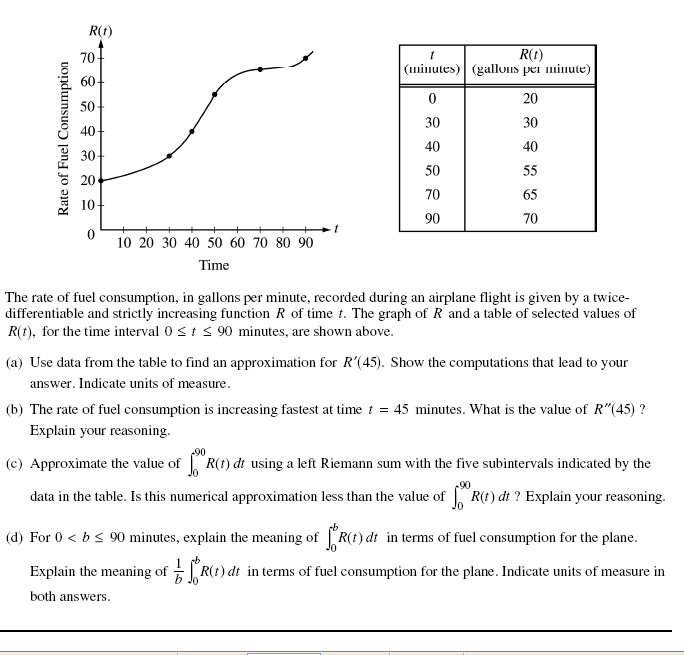 R(t)
70
60
50
40
30
20
10
0
Rate of Fuel Consumption
10 20 30 40 50 60 70 80 90
t
Time
t (minutes) R(t) (gallons per minute)
0 20
30 30
40 40
50 55
70 65
90 70
The rate of fuel consumption, in gallons per minute, recorded during an airplane flight is given by a twice-
differentiable and strictly increasing function R of time t. The graph of R and a table of selected values of
R(t), for the time interval 0 ≤ t ≤ 90 minutes, are shown above.
(a) Use data from the table to find an approximation for R′(45). Show the computations that lead to your
answer. Indicate units of measure.
(b) The rate of fuel consumption is increasing fastest at time t = 45 minutes. What is the value of R″(45) ?
Explain your reasoning.
(c) Approximate the value of ∫₀⁹⁰ R(t) dt using a left Riemann sum with the five subintervals indicated by the
data in the table. Is this numerical approximation less than the value of ∫₀⁹⁰ R(t) dt ? Explain your reasoning.
(d) For 0 < b ≤ 90 minutes, explain the meaning of ∫₀ᵇ R(t) dt in terms of fuel consumption for the plane.
Explain the meaning of 1/b ∫₀ᵇ R(t) dt in terms of fuel consumption for the plane. Indicate units of measure in
both answers.